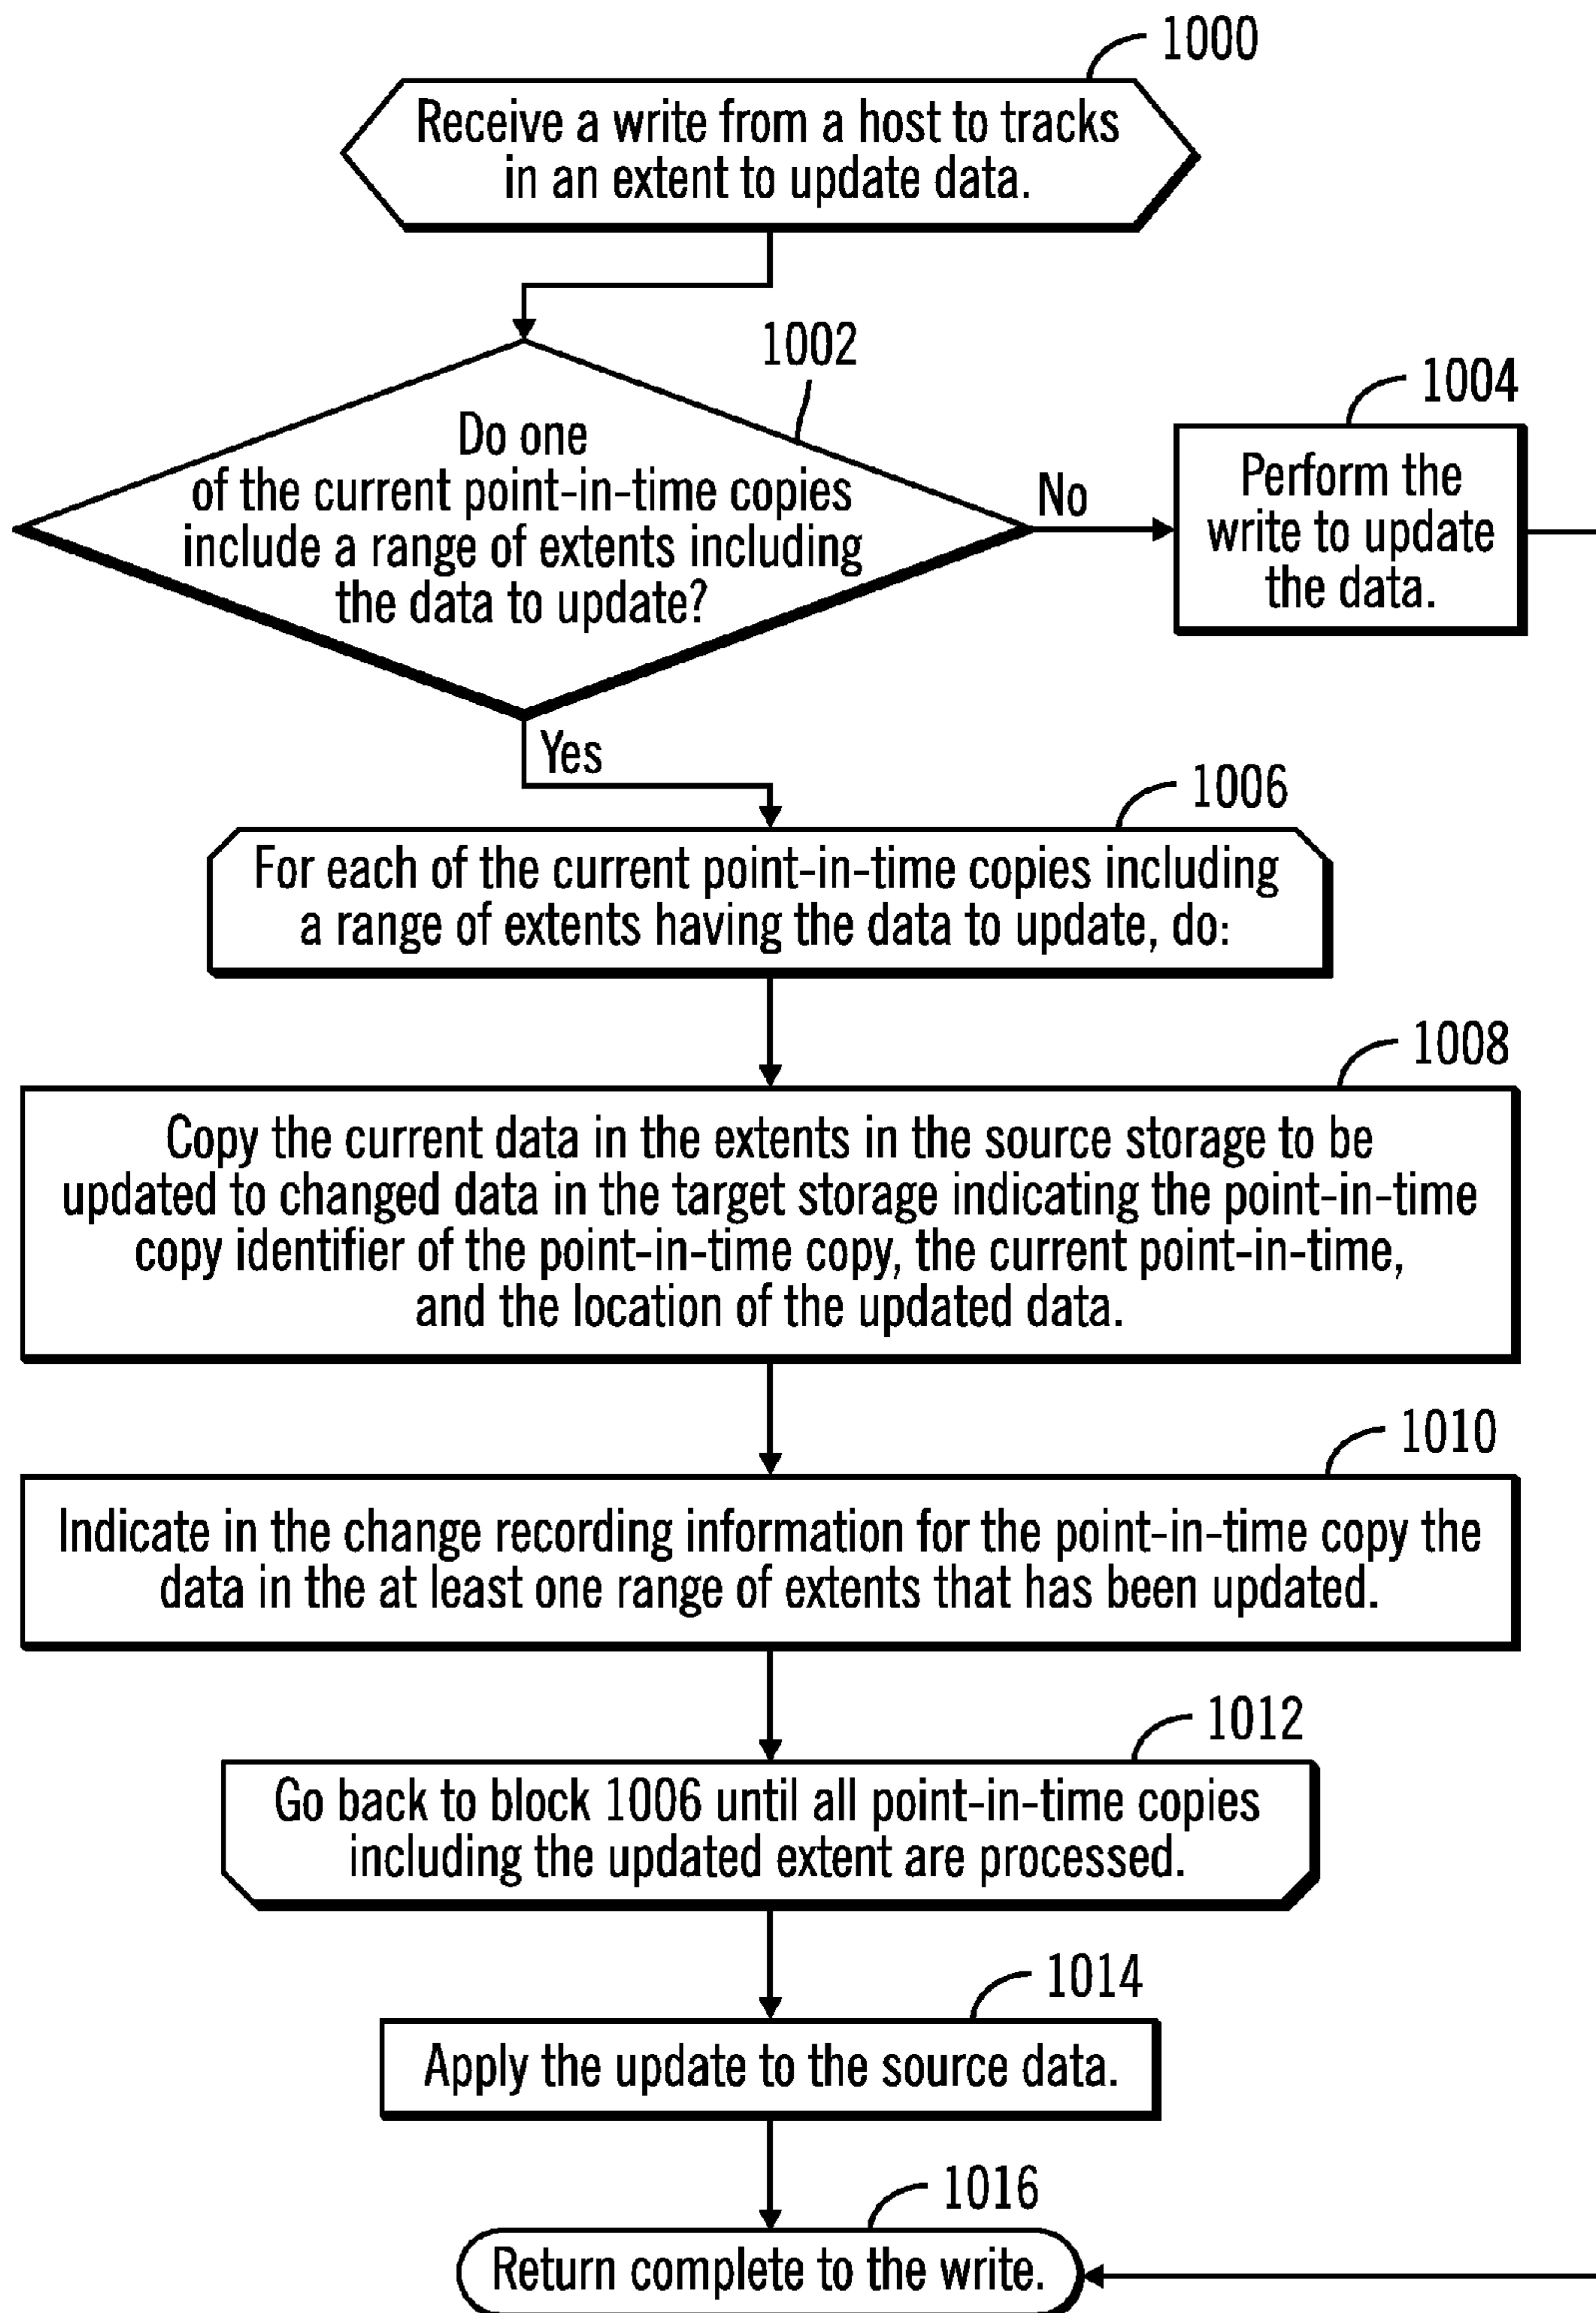 1000
Receive a write from a host to tracks
in an extent to update data.
1002
Do one
of the current point-in-time copies
include a range of extents including
the data to update?
No
1004
Perform the
write to update
the data.
Yes
1006
For each of the current point-in-time copies including
a range of extents having the data to update, do:
1008
Copy the current data in the extents in the source storage to be
updated to changed data in the target storage indicating the point-in-time
copy identifier of the point-in-time copy, the current point-in-time,
and the location of the updated data.
1010
Indicate in the change recording information for the point-in-time copy the
data in the at least one range of extents that has been updated.
1012
Go back to block 1006 until all point-in-time copies
including the updated extent are processed.
1014
Apply the update to the source data.
1016
Return complete to the write.